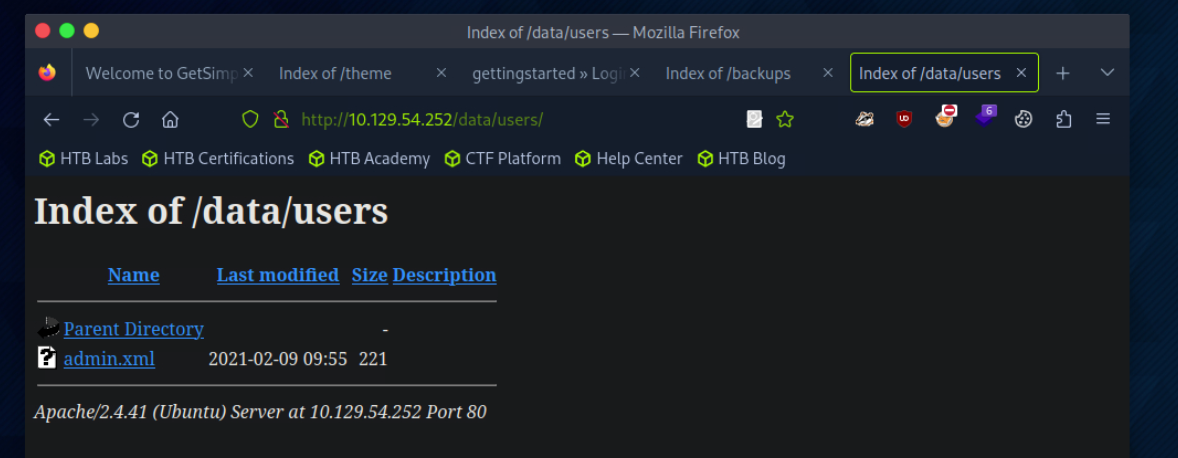 Index of /data/users — Mozilla Firefox
Welcome to GetSimp Index of /theme gettingstarted » Logi Index of /backups Index of /data/users
http://10.129.54.252/data/users/ 6
HTB Labs HTB Certifications HTB Academy CTF Platform Help Center HTB Blog
Index of /data/users
Name Last modified Size Description
Parent Directory -
admin.xml 2021-02-09 09:55 221
Apache/2.4.41 (Ubuntu) Server at 10.129.54.252 Port 80